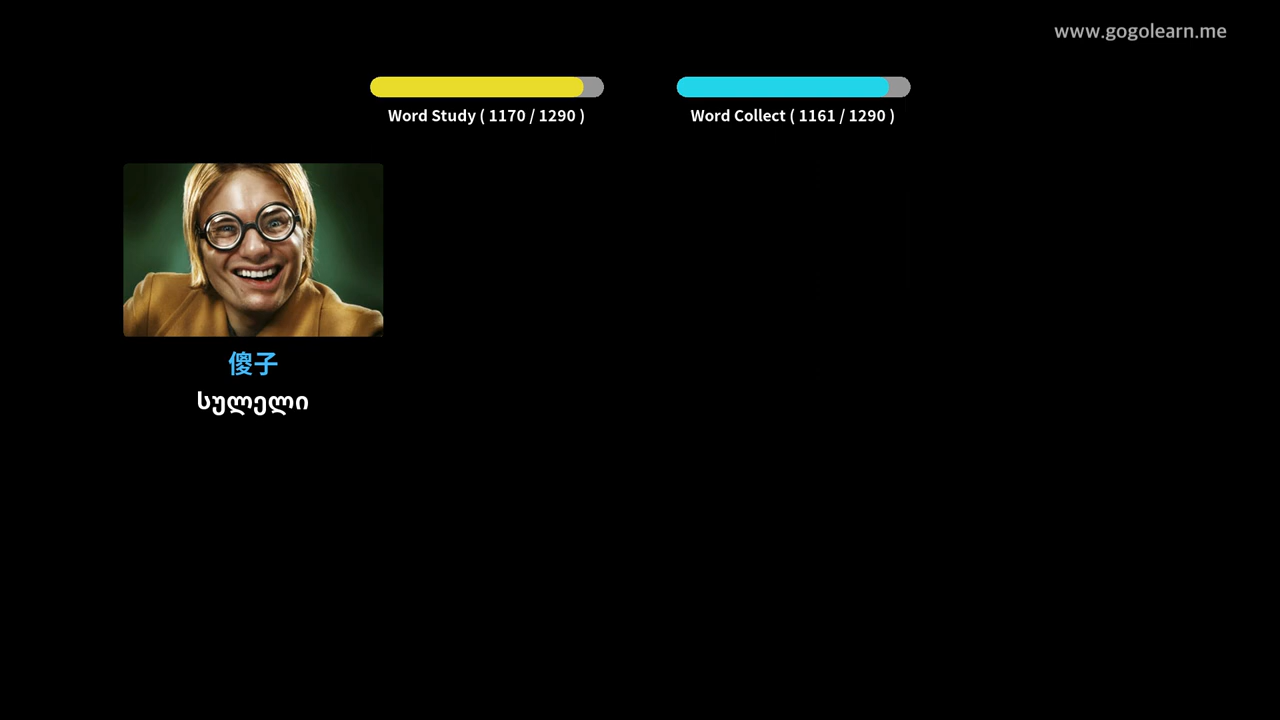 www.gogolearn.me
Word Study ( 1170 / 1290 )
Word Collect ( 1161 / 1290 )
傻子
სულელი